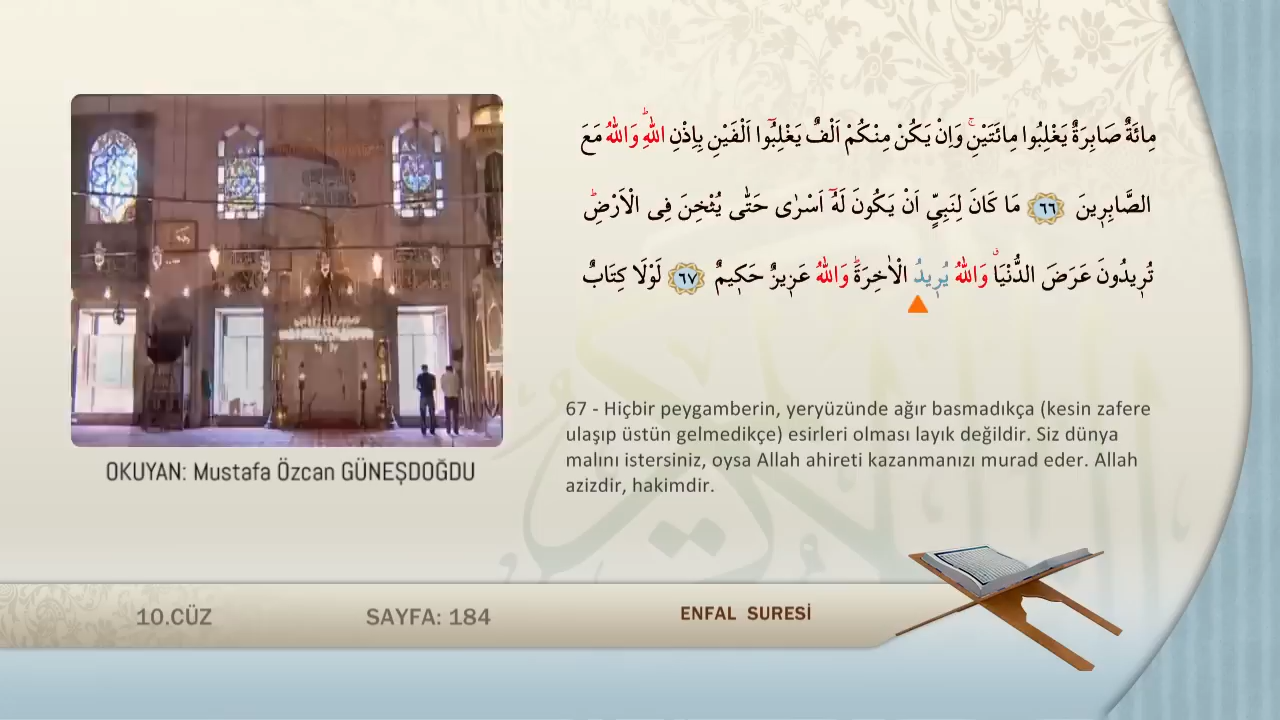 مِائَةٌ صَابِرَةٌ يَغْلِبُوا مِائَتَيْنِۚ وَاِنْ يَكُنْ مِنْكُمْ اَلْفٌ يَغْلِبُٓوا اَلْفَيْنِ بِاِذْنِ اللّٰهِۜ وَاللّٰهُ مَعَ
الصَّابِر۪ينَ ﴿٦٦﴾ مَا كَانَ لِنَبِيٍّ اَنْ يَكُونَ لَهُٓ اَسْرٰى حَتّٰى يُثْخِنَ فِى الْاَرْضِۜ
تُر۪يدُونَ عَرَضَ الدُّنْيَاۗ وَاللّٰهُ يُر۪يدُ الْاٰخِرَةَۜ وَاللّٰهُ عَز۪يزٌ حَك۪يمٌ ﴿٦٧﴾ لَوْلَا كِتَابٌ
67 - Hiçbir peygamberin, yeryüzünde ağır basmadıkça (kesin zafere
ulaşıp üstün gelmedikçe) esirleri olması layık değildir. Siz dünya
malını istersiniz, oysa Allah ahireti kazanmanızı murad eder. Allah
azizdir, hakimdir.
OKUYAN: Mustafa Özcan GÜNEŞDOĞDU
10.CÜZ SAYFA: 184 ENFAL SURESİ